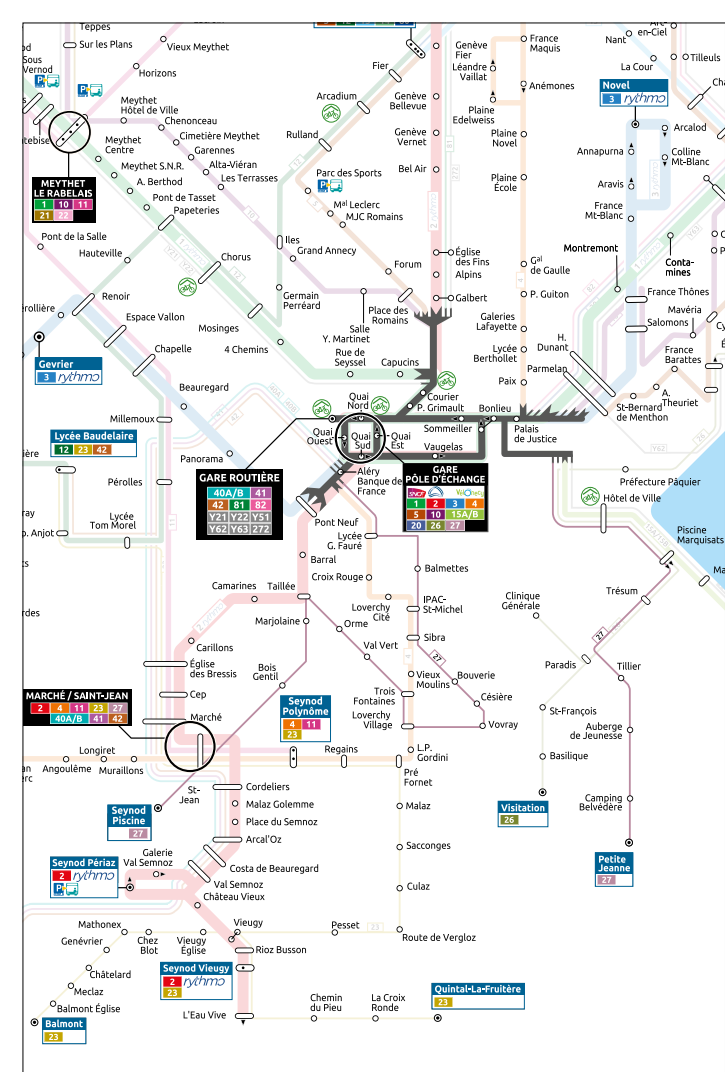 Teppes
Sur les Plans
Sous
Vernod
Vieux Meythet
Horizons
Meythet
Hôtel de Ville
Chenonceau
Cimetière Meythet
Garennes
Alta-Viéran
Les Terrasses
Meythet
Centre
Meythet S.N.R.
A. Berthod
Pont de Tasset
Papeteries
MEYTHET
LE RABELAIS
1 10 11
21 22
Pont de la Salle
Hauteville
Chorus
Renoir
Espace Vallon
Chapelle
Mosinges
4 Chemins
Gevrier
3 rythmo
Beauregard
Millemoux
Lycée Baudelaire
12 23 42
Panorama
Pérolles
Lycée
Tom Morel
Fier
Arcadium
Rulland
Parc des Sports
P+R
Mal Leclerc
MJC Romains
Iles
Grand Annecy
Germain
Perréard
Forum
Place des
Romains
Salle
Y. Martinet
Rue de
Seyssel
Capucins
Genève
Fier
Léandre
Vaillat
Genève
Bellevue
Plaine
Edelweiss
Genève
Vernet
Bel Air
Église
des Fins
Alpins
Galbert
France
Maquis
Anémones
Plaine
Novel
Plaine
École
Gal
de Gaulle
P. Guiton
Galeries
Lafayette
Lycée
Berthollet
Paix
Nant
Arc-
en-Ciel
La Cour
Tilleuls
Novel
3 rythmo
Arcalod
Annapurna
Colline
Mt-Blanc
Aravis
France
Mt-Blanc
Montremont
Conta-
mines
France Thônes
Mavéria
Salomons
France
Barattes
H.
Dunant
Parmelan
A.
Theuriet
St-Bernard
de Menthon
Quai
Nord
Quai
Ouest
Quai
Sud
Quai
Est
Courier
P. Grimault
Sommeiller
Bonlieu
Vaugelas
Palais
de Justice
Aléry
Banque de
France
GARE ROUTIÈRE
40A/B 41
42 81 82
Y21 Y22 Y51
Y62 Y63 272
GARE
PÔLE D'ÉCHANGE
1 2 3 4
5 10 15A/B
20 26 27
Préfecture Pâquier
Hôtel de Ville
Piscine
Marquisats
Pont Neuf
Lycée
G. Fauré
Barral
Croix Rouge
Balmettes
Camarines
Taillée
Marjolaine
Loverchy
Cité
IPAC-
St-Michel
Orme
Sibra
Val Vert
27
Carillons
Église
des Bressis
Cep
Bois
Gentil
Vieux
Moulins
Bouverie
Césière
Trois
Fontaines
Loverchy
Village
Vovray
Clinique
Générale
Trésum
27
Paradis
Tillier
St-François
Auberge
de Jeunesse
Basilique
Visitation
26
Camping
Belvédère
Petite
Jeanne
27
MARCHÉ / SAINT-JEAN
2 4 11 23 27
40A/B 41 42
Marché
Seynod
Polynôme
4 11
23
Longiret
Angoulême
Muraillons
Regains
L.P.
Gordini
Pré
Fornet
St-
Jean
Seynod
Piscine
27
Cordeliers
Malaz Golemme
Place du Semnoz
Arcal'Oz
Malaz
Sacconges
Culaz
Route de Vergloz
Seynod Périaz
2 rythmo
P+R
Galerie
Val Semnoz
Costa de Beauregard
Val Semnoz
Château Vieux
Mathonex
Genévrier
Chez
Blot
Vieugy
Église
Vieugy
Pesset
23
Rioz Busson
Châtelard
Meclaz
Balmont Église
Balmont
23
Seynod Vieugy
2 rythmo
23
L'Eau Vive
Chemin
du Pieu
La Croix
Ronde
Quintal-La-Fruitère
23